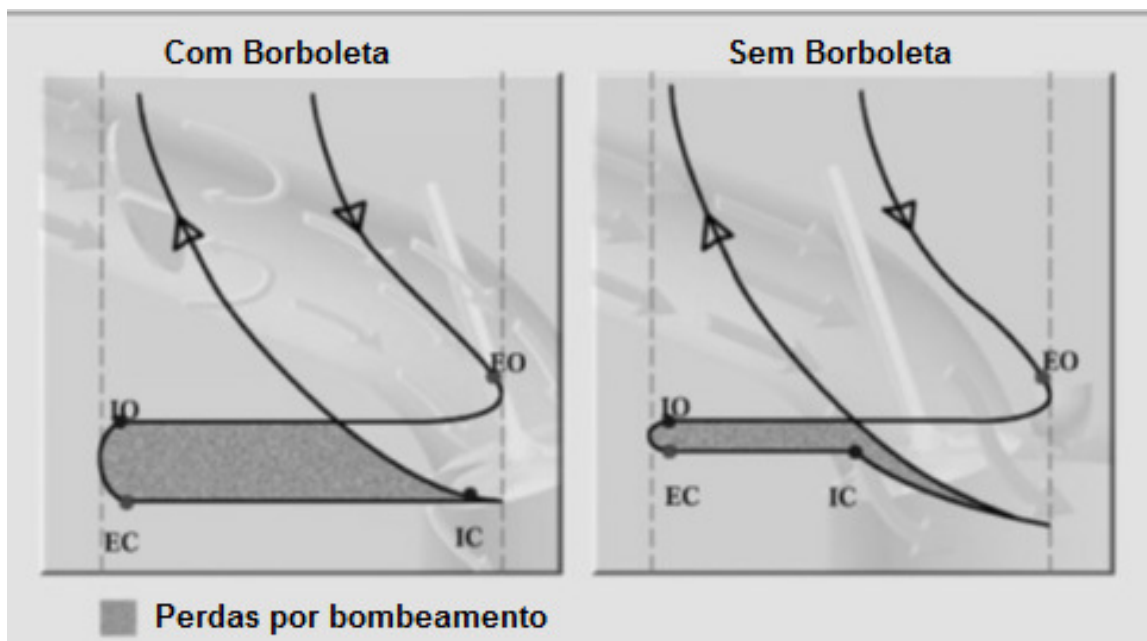 Com Borboleta
Sem Borboleta
EO
IO
EC
IC
EO
IO
EC
IC
Perdas por bombeamento